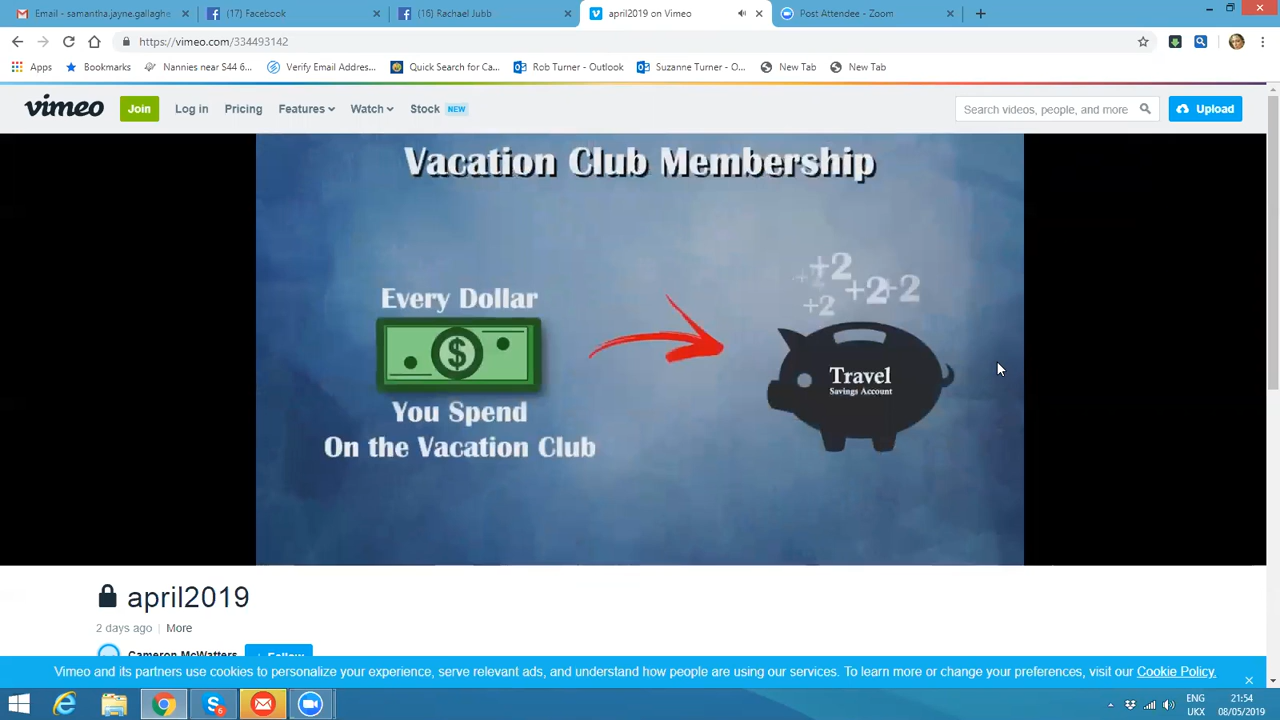 Email - samantha.jayne.gallaghe
(17) Facebook
(16) Rachael Jubb
april2019 on Vimeo
Post Attendee - Zoom
https://vimeo.com/334493142
Apps
Bookmarks
Nannies near S44 6...
Verify Email Addres...
Quick Search for Ca...
Rob Turner - Outlook
Suzanne Turner - O...
New Tab
New Tab
vimeo
Join
Log in
Pricing
Features
Watch
Stock NEW
Search videos, people, and more
Upload
Vacation Club Membership
Every Dollar
$
You Spend
On the Vacation Club
+2
+2
+2
+2
Travel
Savings Account
april2019
2 days ago
More
Cameron McWatters
+ Follow
Vimeo and its partners use cookies to personalize your experience, serve relevant ads, and understand how people are using our services. To learn more or change your preferences, visit our Cookie Policy.
ENG
UKX
21:54
08/05/2019